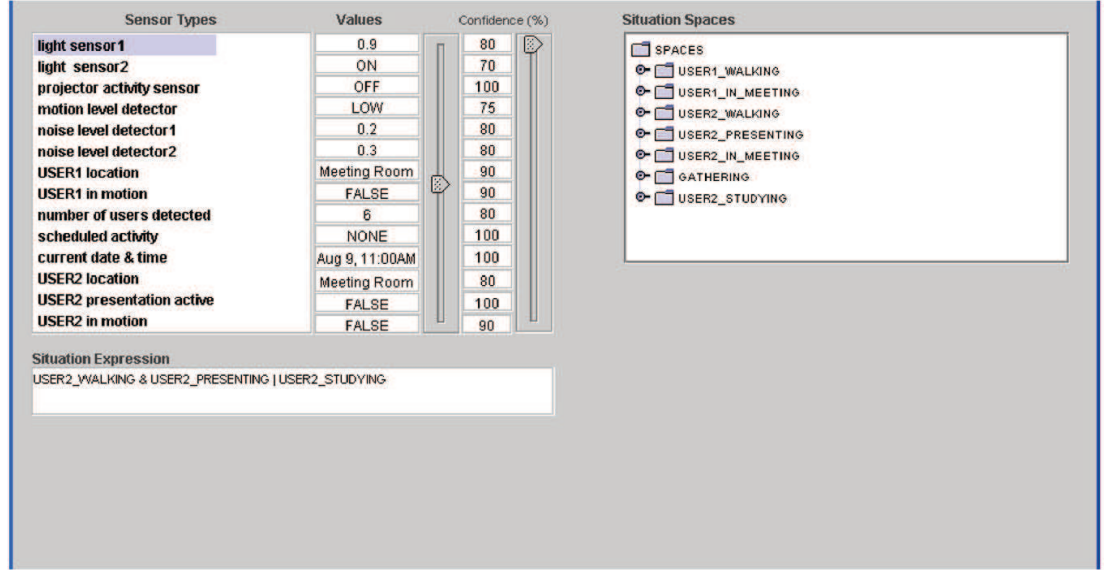 Sensor Types Values Confidence (%) Situation Spaces
light sensor1 0.9 80
light sensor2 ON 70
projector activity sensor OFF 100
motion level detector LOW 75
noise level detector1 0.2 80
noise level detector2 0.3 80
USER1 location Meeting Room 90
USER1 in motion FALSE 90
number of users detected 6 80
scheduled activity NONE 100
current date & time Aug 9, 11:00AM 100
USER2 location Meeting Room 80
USER2 presentation active FALSE 100
USER2 in motion FALSE 90
SPACES
USER1_WALKING
USER1_IN_MEETING
USER2_WALKING
USER2_PRESENTING
USER2_IN_MEETING
GATHERING
USER2_STUDYING
Situation Expression
USER2_WALKING & USER2_PRESENTING | USER2_STUDYING